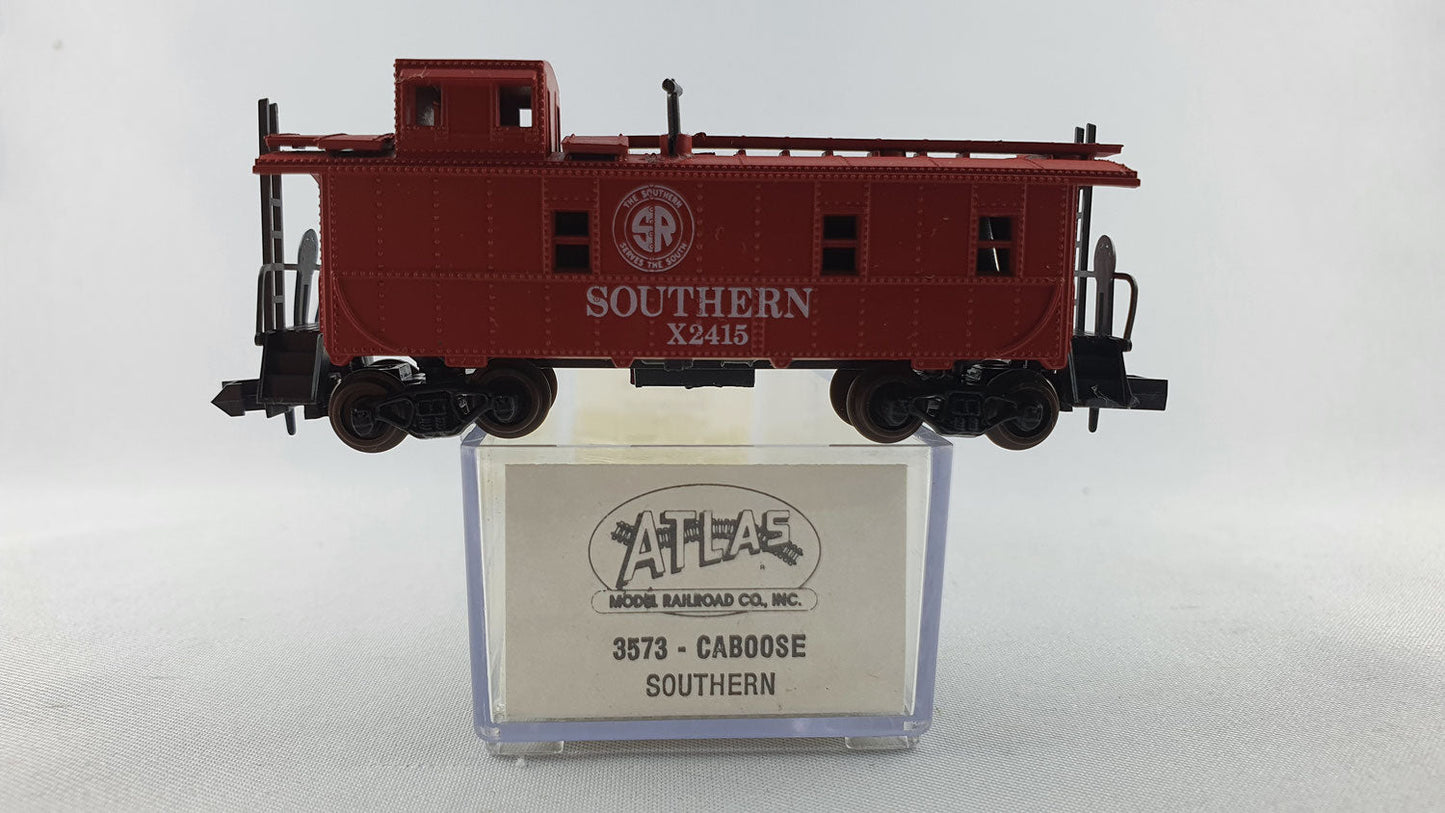 THE SOUTHERN
SR
SERVES THE SOUTH
SOUTHERN
X2415
ATLAS
MODEL RAILROAD CO., INC.
3573 - CABOOSE
SOUTHERN